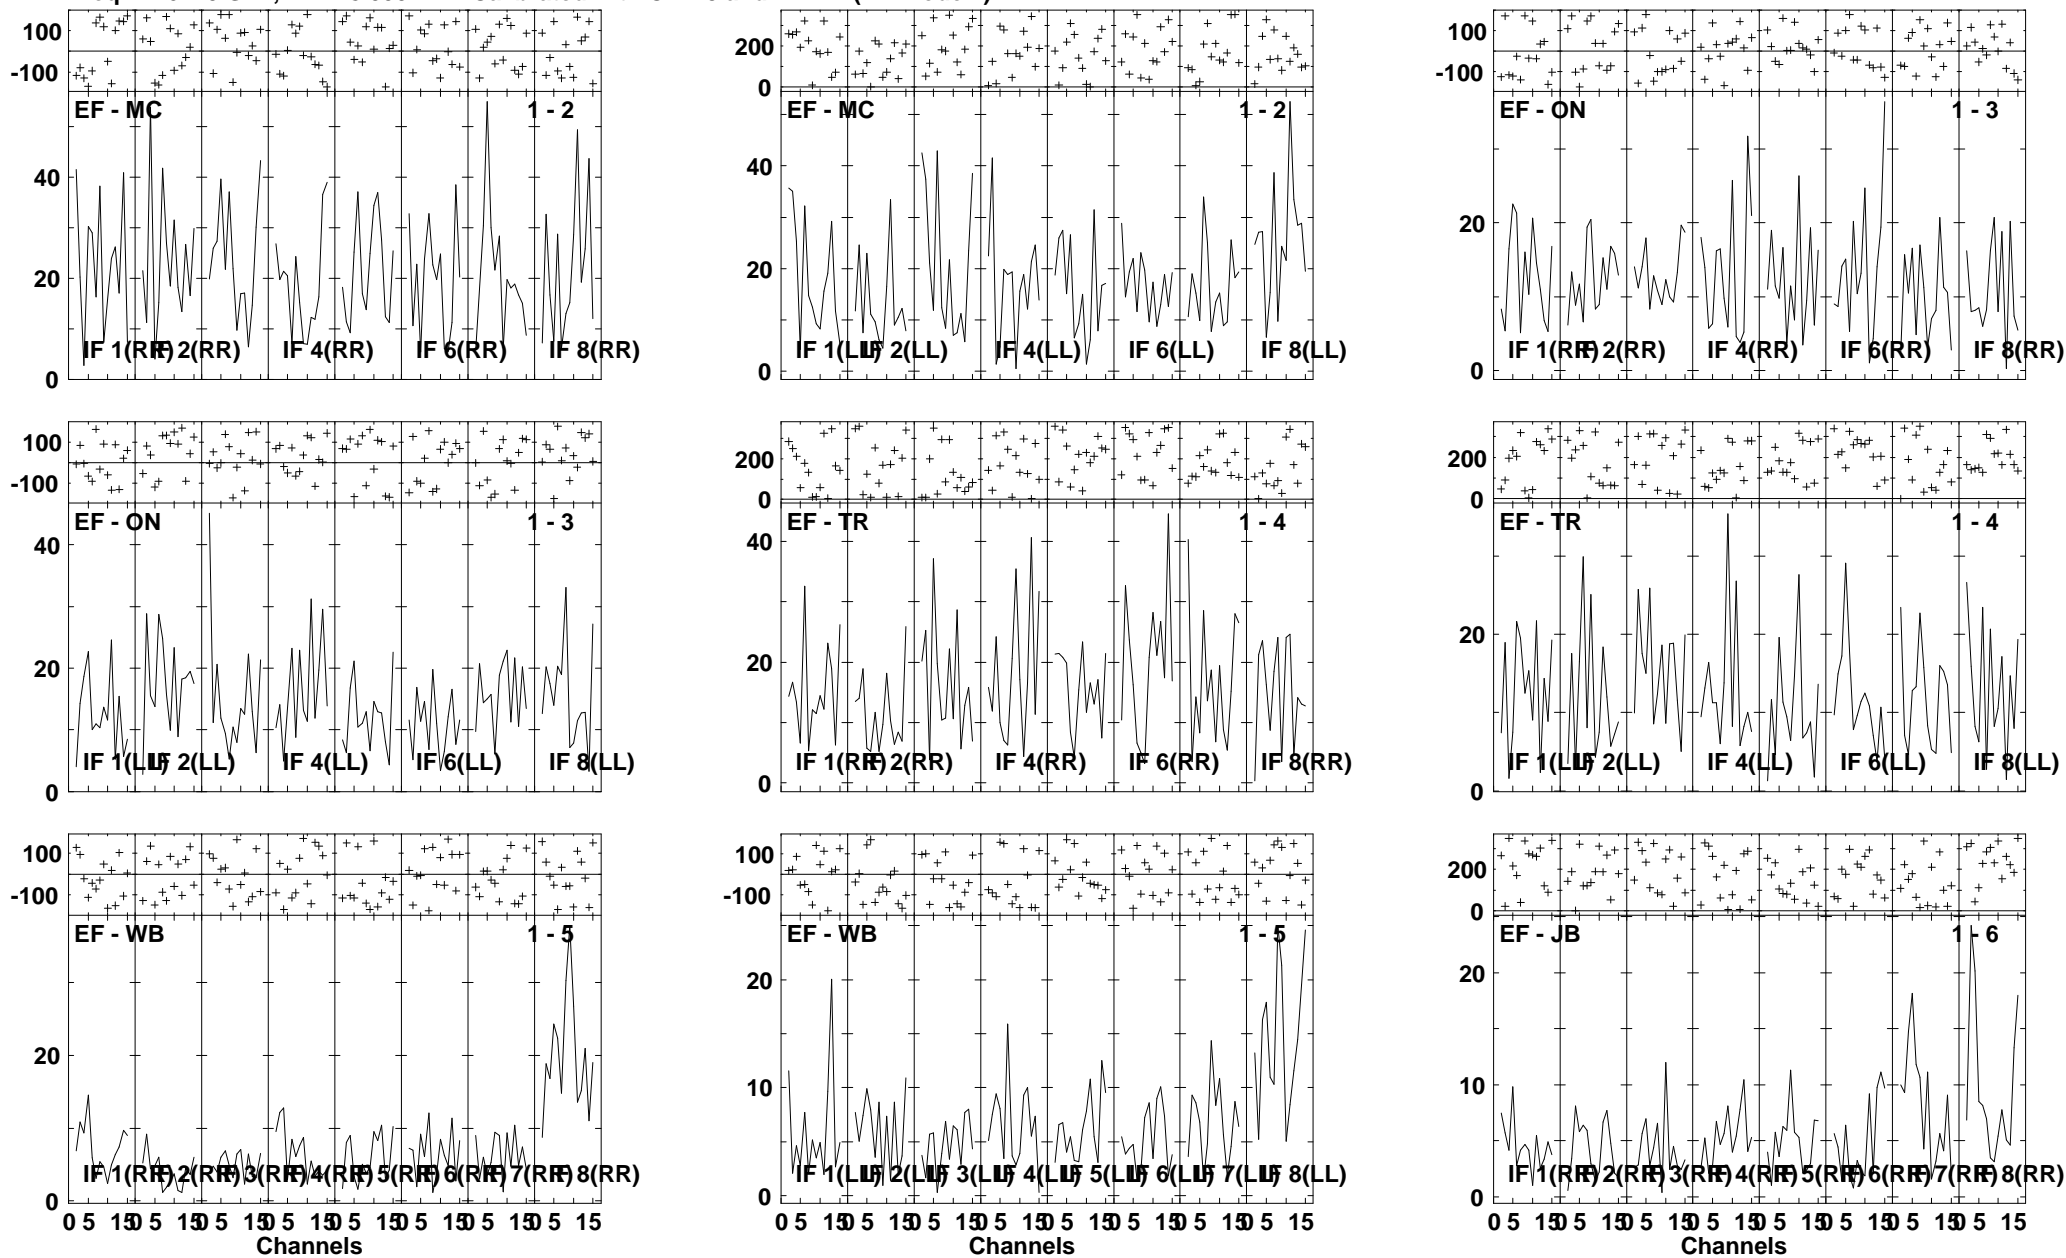 100
-100
EF - MC 1 - 2
40
20
0
IF 1(RR) IF 2(RR) IF 4(RR) IF 6(RR) IF 8(RR)
200
0
EF - MC 1 - 2
40
20
0
IF 1(LL) IF 2(LL) IF 4(LL) IF 6(LL) IF 8(LL)
100
-100
EF - ON 1 - 3
20
0
IF 1(RR) IF 2(RR) IF 4(RR) IF 6(RR) IF 8(RR)
100
-100
EF - ON 1 - 3
40
20
0
IF 1(LL) IF 2(LL) IF 4(LL) IF 6(LL) IF 8(LL)
200
0
EF - TR 1 - 4
40
20
0
IF 1(RR) IF 2(RR) IF 4(RR) IF 6(RR) IF 8(RR)
200
0
EF - TR 1 - 4
20
0
IF 1(LL) IF 2(LL) IF 4(LL) IF 6(LL) IF 8(LL)
100
-100
EF - WB 1 - 5
20
0
IF 1(RR) IF 2(RR) IF 3(RR) IF 4(RR) IF 5(RR) IF 6(RR) IF 7(RR) IF 8(RR)
0 5 15 0 5 15 0 5 15 0 5 15 0 5 15 0 5 15 0 5 15 0 5 15
Channels
100
-100
EF - WB 1 - 5
20
10
0
IF 1(LL) IF 2(LL) IF 3(LL) IF 4(LL) IF 5(LL) IF 6(LL) IF 7(LL) IF 8(LL)
0 5 15 0 5 15 0 5 15 0 5 15 0 5 15 0 5 15 0 5 15 0 5 15
Channels
200
0
EF - JB 1 - 6
20
10
0
IF 1(RR) IF 2(RR) IF 3(RR) IF 4(RR) IF 5(RR) IF 6(RR) IF 7(RR) IF 8(RR)
0 5 15 0 5 15 0 5 15 0 5 15 0 5 15 0 5 15 0 5 15 0 5 15
Channels